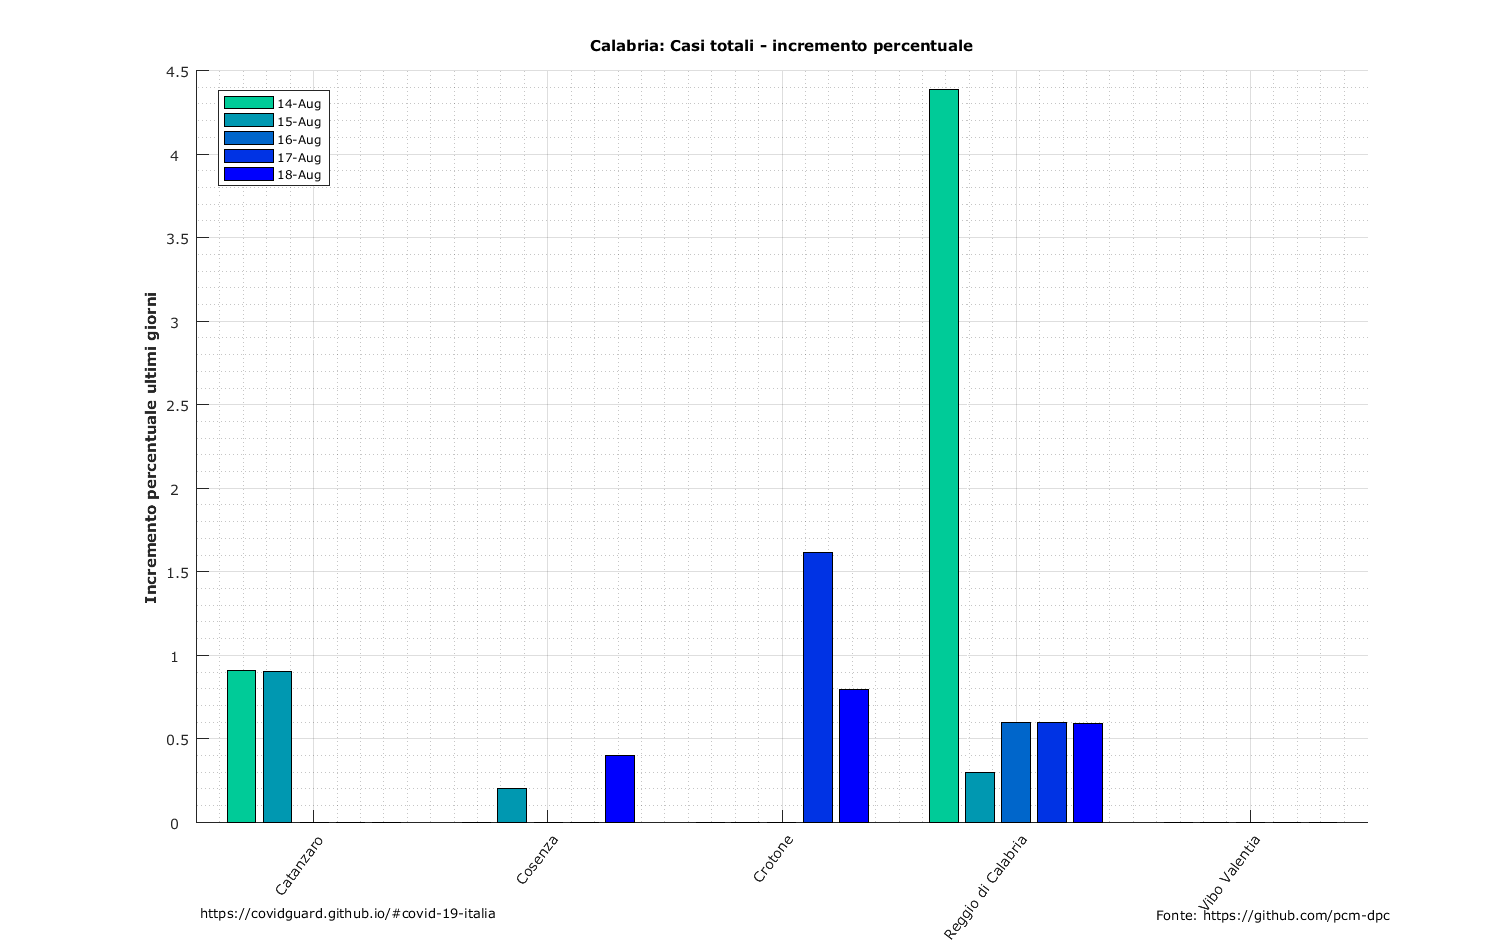 Calabria: Casi totali - incremento percentuale
4.5
4
3.5
3
2.5
2
1.5
1
0.5
0
Incremento percentuale ultimi giorni
14-Aug
15-Aug
16-Aug
17-Aug
18-Aug
Catanzaro
Cosenza
Crotone
Reggio di Calabria
Vibo Valentia
https://covidguard.github.io/#covid-19-italia
Fonte: https://github.com/pcm-dpc